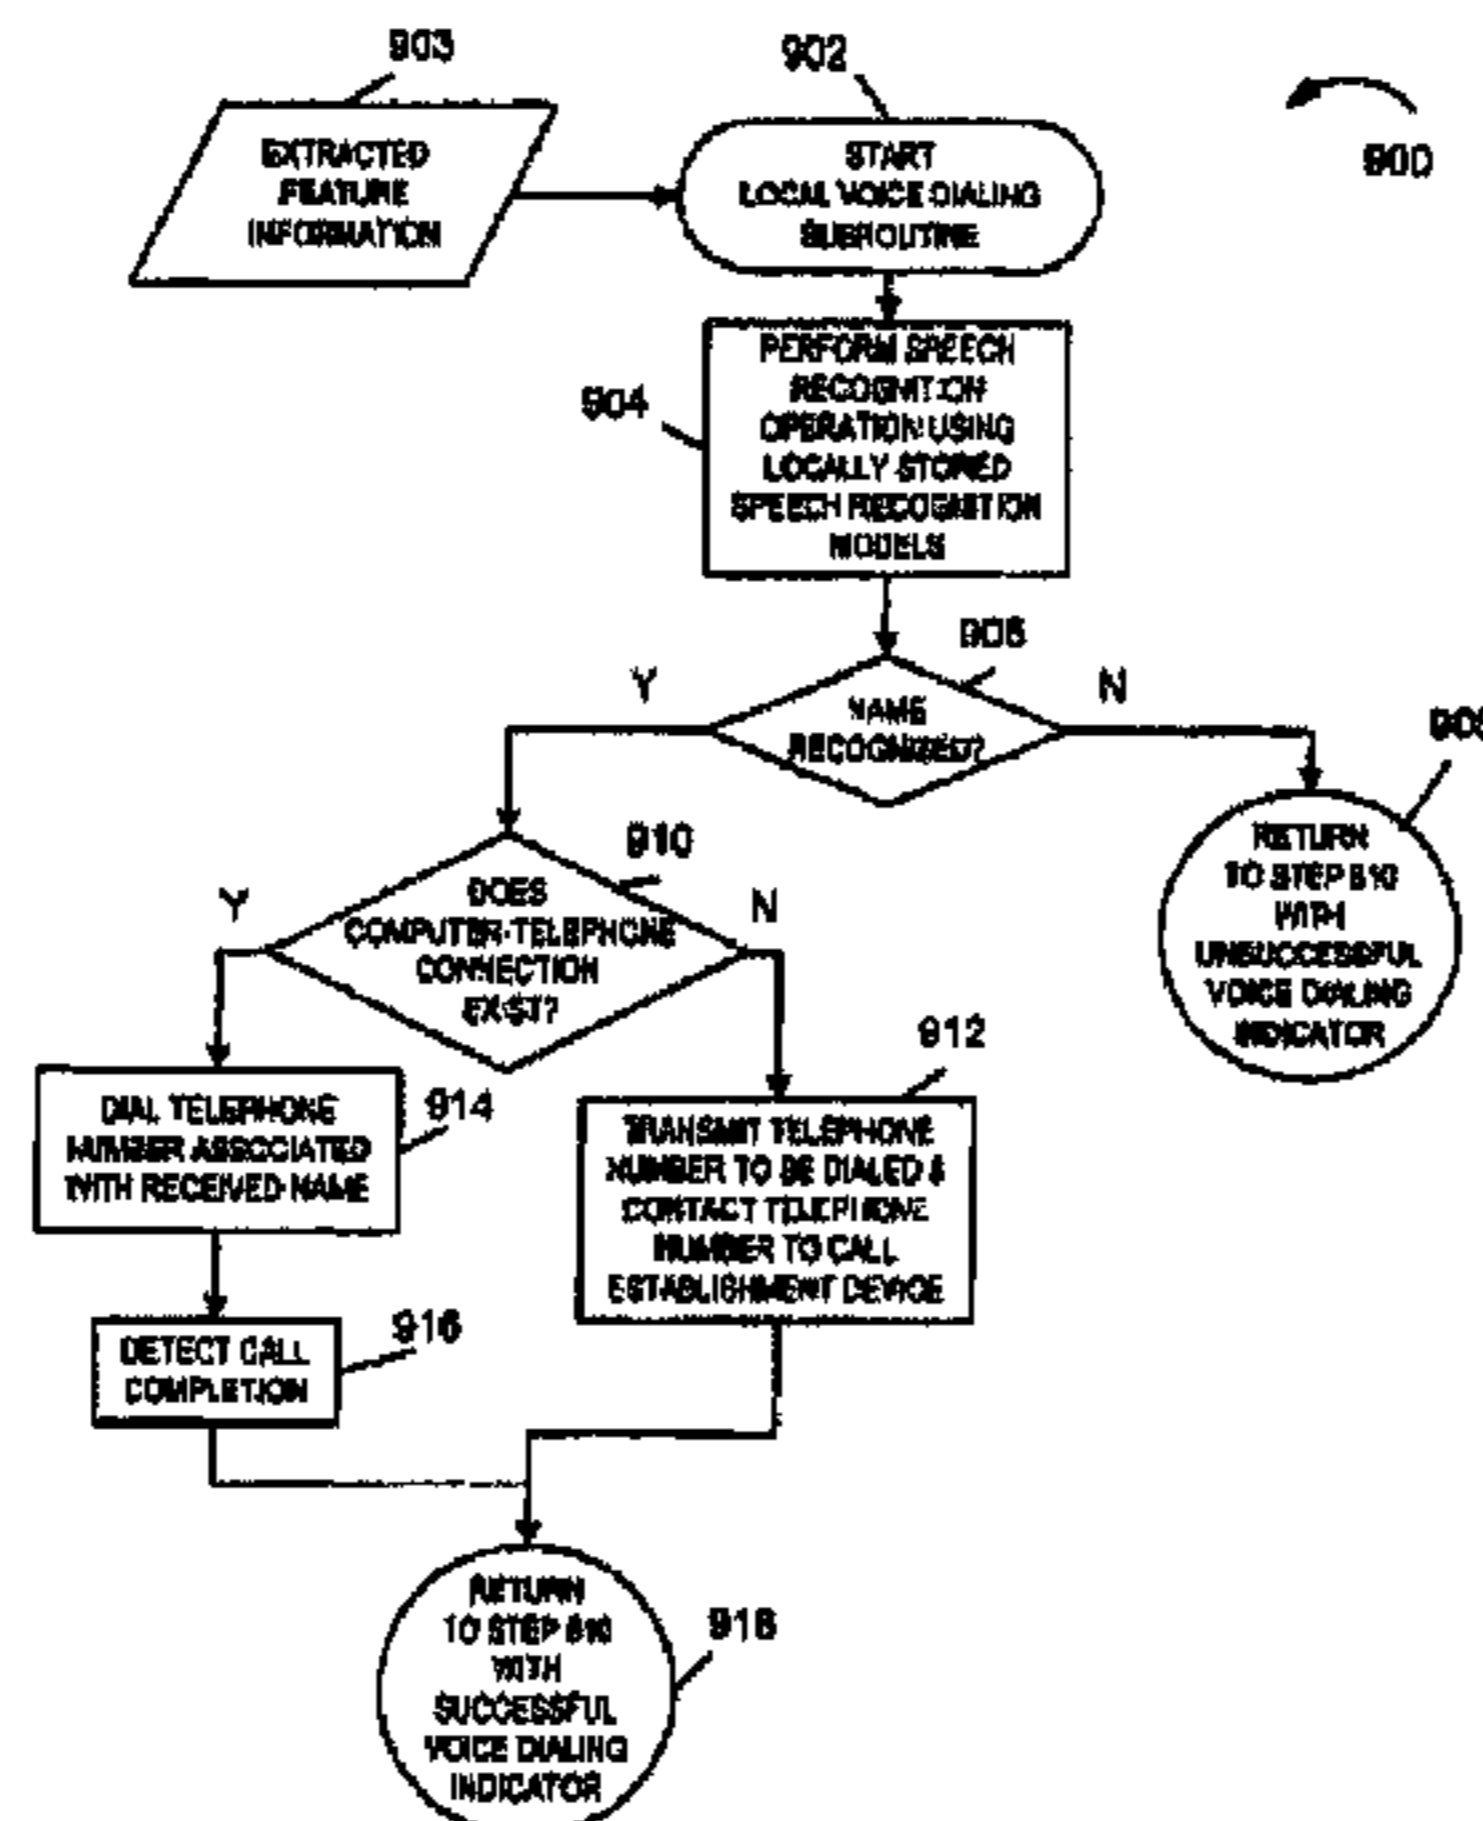 903
902
900
EXTRACTED
FEATURE
INFORMATION
START
LOCAL VOICE DIALING
SUBROUTINE
904
PERFORM SPEECH
RECOGNITION
OPERATION USING
LOCALLY STORED
SPEECH RECOGNITION
MODELS
Y
N
NAME
RECOGNIZED?
910
Y
N
DOES
COMPUTER-TELEPHONE
CONNECTION
EXIST?
RETURN
TO STEP 810
WITH
UNSUCCESSFUL
VOICE DIALING
INDICATOR
912
914
DIAL TELEPHONE
NUMBER ASSOCIATED
WITH RECEIVED NAME
TRANSMIT TELEPHONE
NUMBER TO BE DIALED &
CONTACT TELEPHONE
NUMBER TO CALL
ESTABLISHMENT DEVICE
916
DETECT CALL
COMPLETION
918
RETURN
TO STEP 810
WITH
SUCCESSFUL
VOICE DIALING
INDICATOR